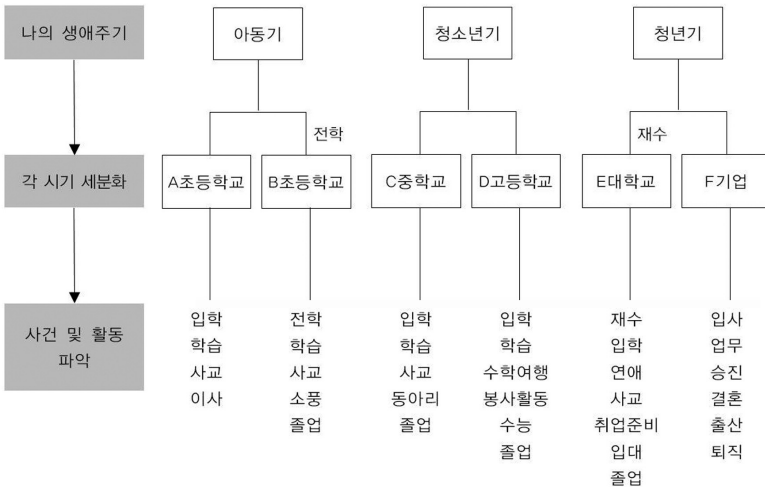 나의 생애주기
아동기
청소년기
청년기
전학
재수
각 시기 세분화
A초등학교
B초등학교
C중학교
D고등학교
E대학교
F기업
사건 및 활동
파악
입학
학습
사교
이사
전학
학습
사교
소풍
졸업
입학
학습
사교
동아리
졸업
입학
학습
수학여행
봉사활동
수능
졸업
재수
입학
연애
사교
취업준비
입대
졸업
입사
업무
승진
결혼
출산
퇴직